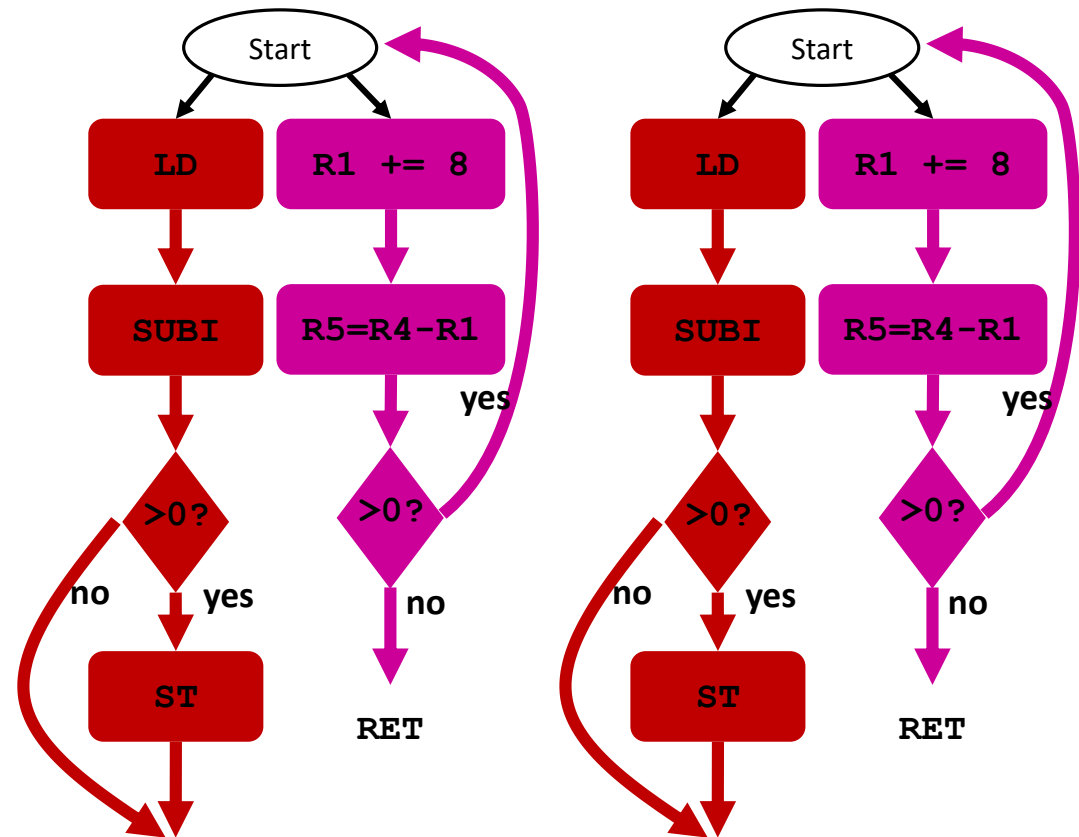 Start
LD
R1 += 8
SUBI
R5=R4-R1
yes
>0?
>0?
no
yes
no
ST
RET
Start
LD
R1 += 8
SUBI
R5=R4-R1
yes
>0?
>0?
no
yes
no
ST
RET